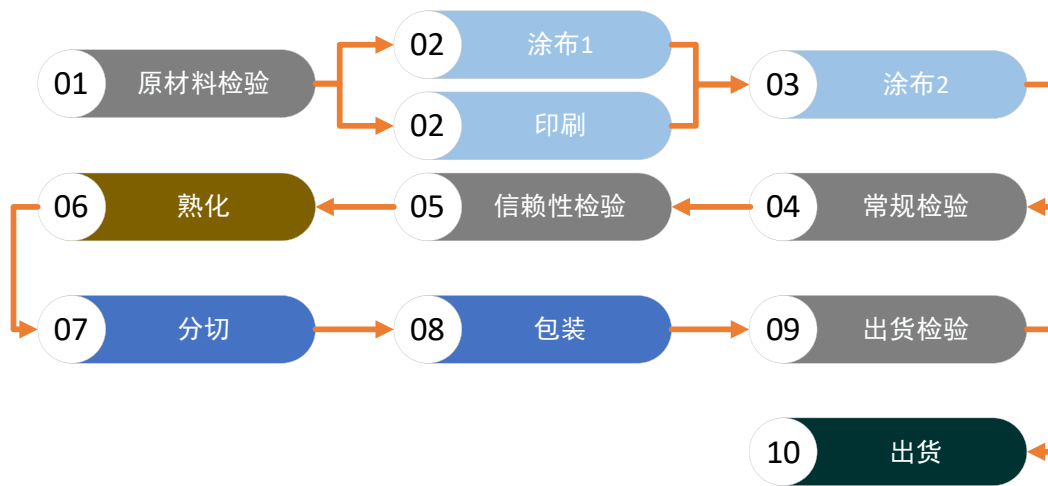 01 原材料检验
02 涂布1
02 印刷
03 涂布2
06 熟化
05 信赖性检验
04 常规检验
07 分切
08 包装
09 出货检验
10 出货